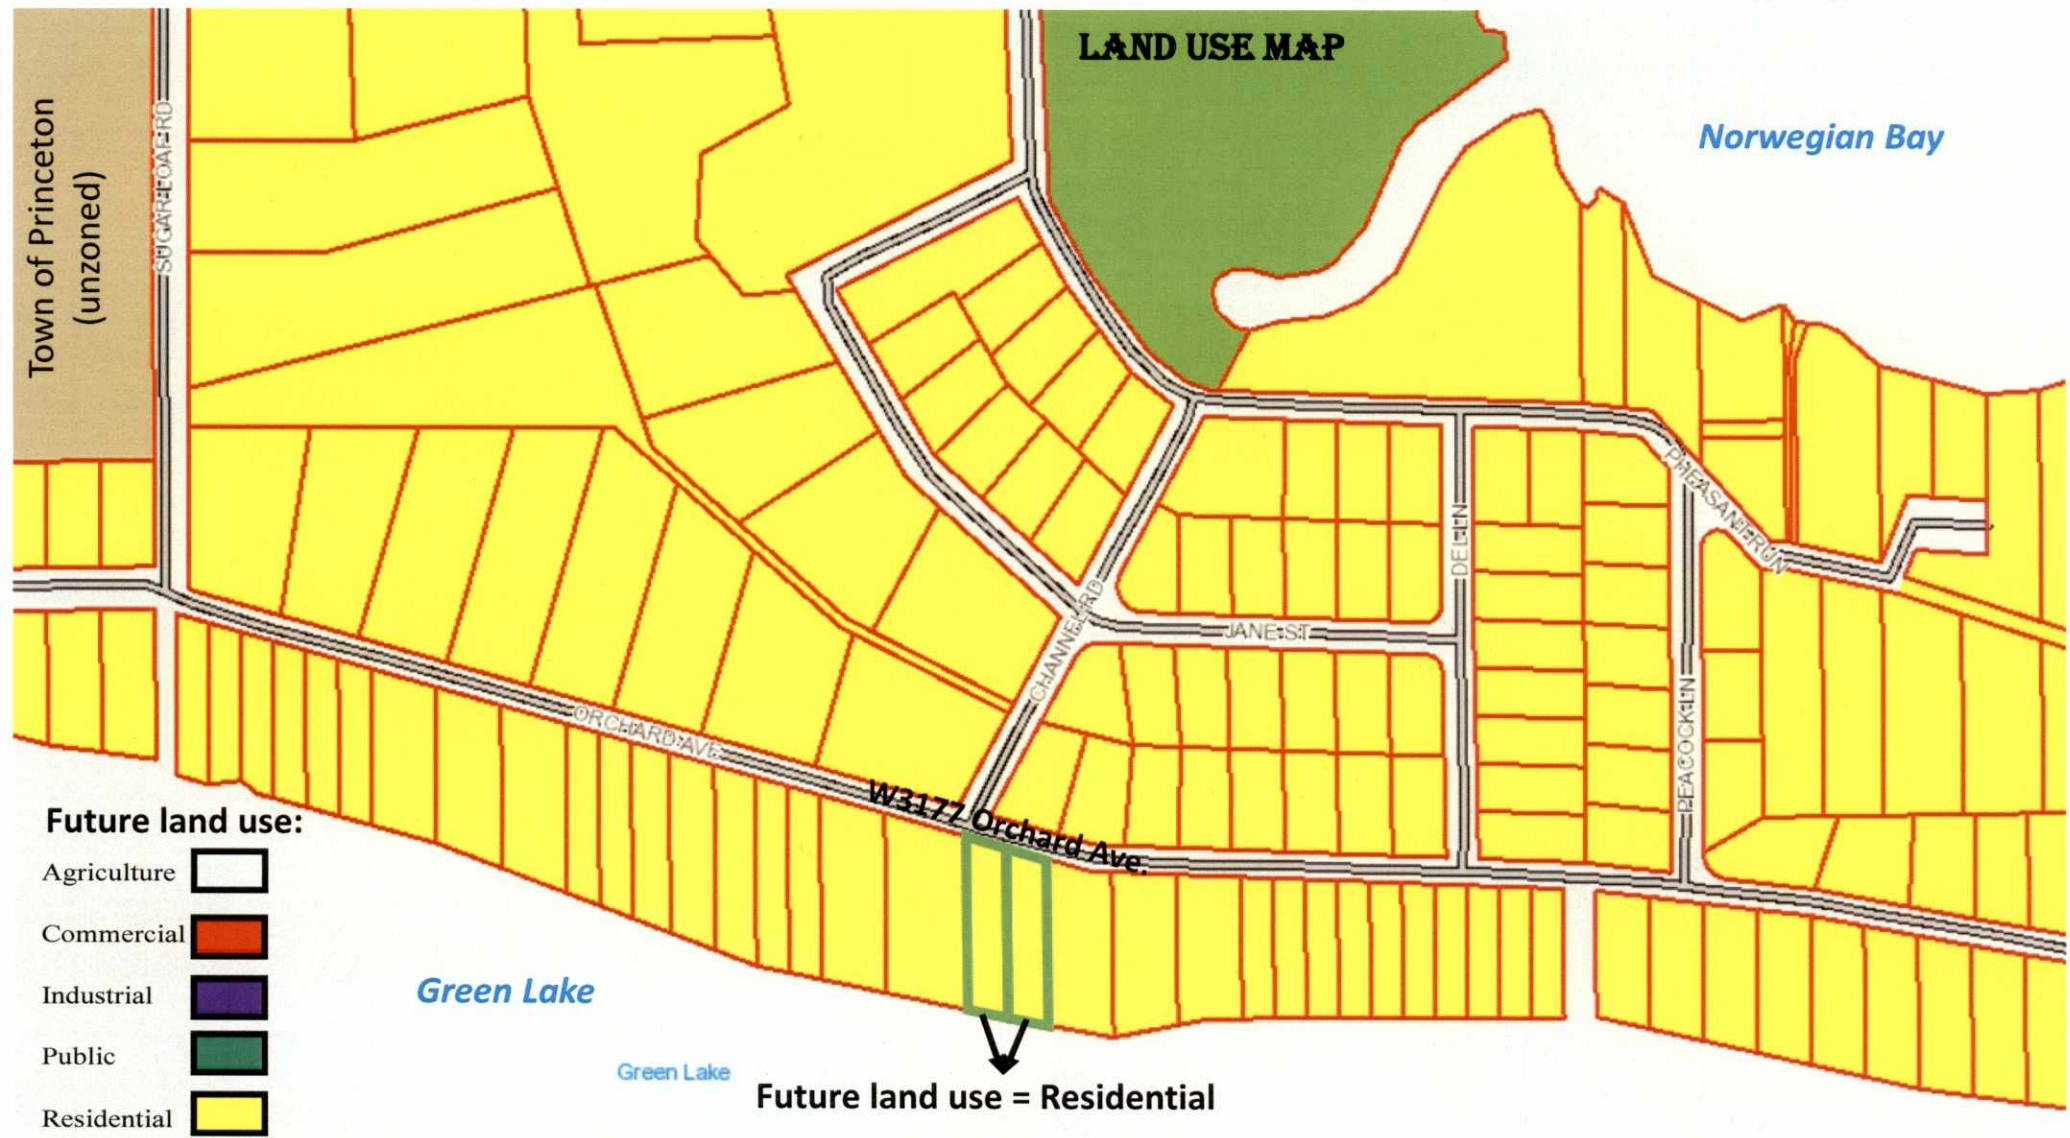 LAND USE MAP
Norwegian Bay
Town of Princeton
(unzoned)
SUGAR LOAF RD
PHEASANT RUN
DELL LN
CHANNEL RD
JANE ST
PEACOCK LN
ORCHARD AVE
W3177 Orchard Ave.
Future land use:
Agriculture
Commercial
Industrial
Public
Residential
Green Lake
Green Lake
Future land use = Residential